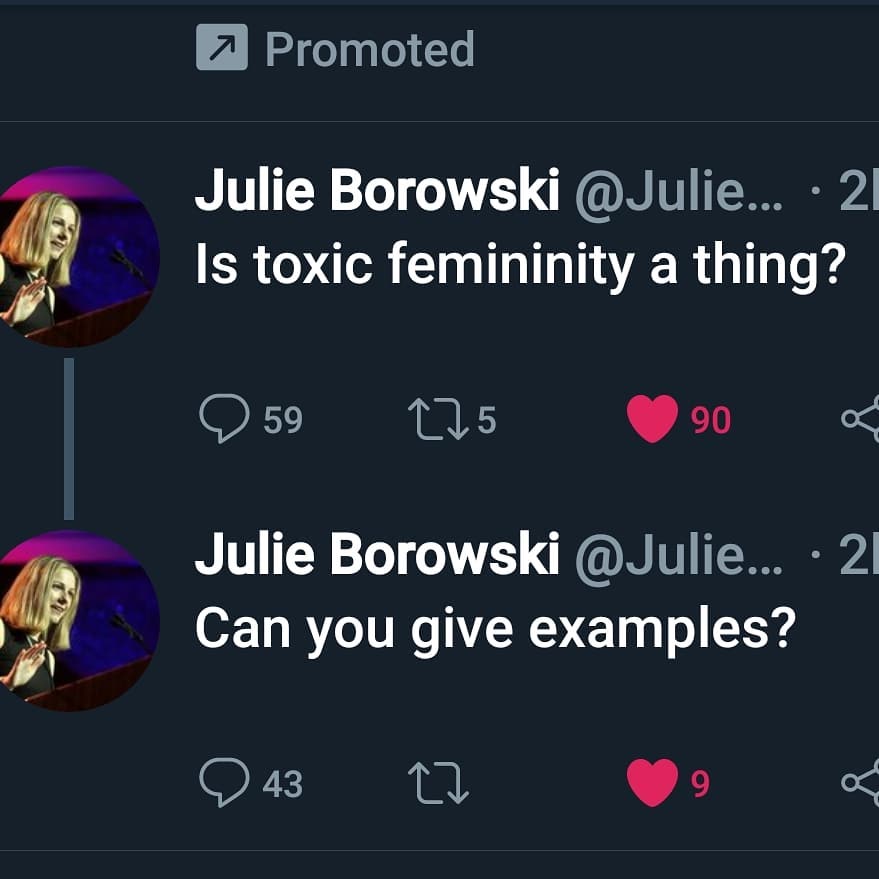 Promoted
Julie Borowski @Julie... · 2
Is toxic femininity a thing?
59 5 90
Julie Borowski @Julie... · 2
Can you give examples?
43 9